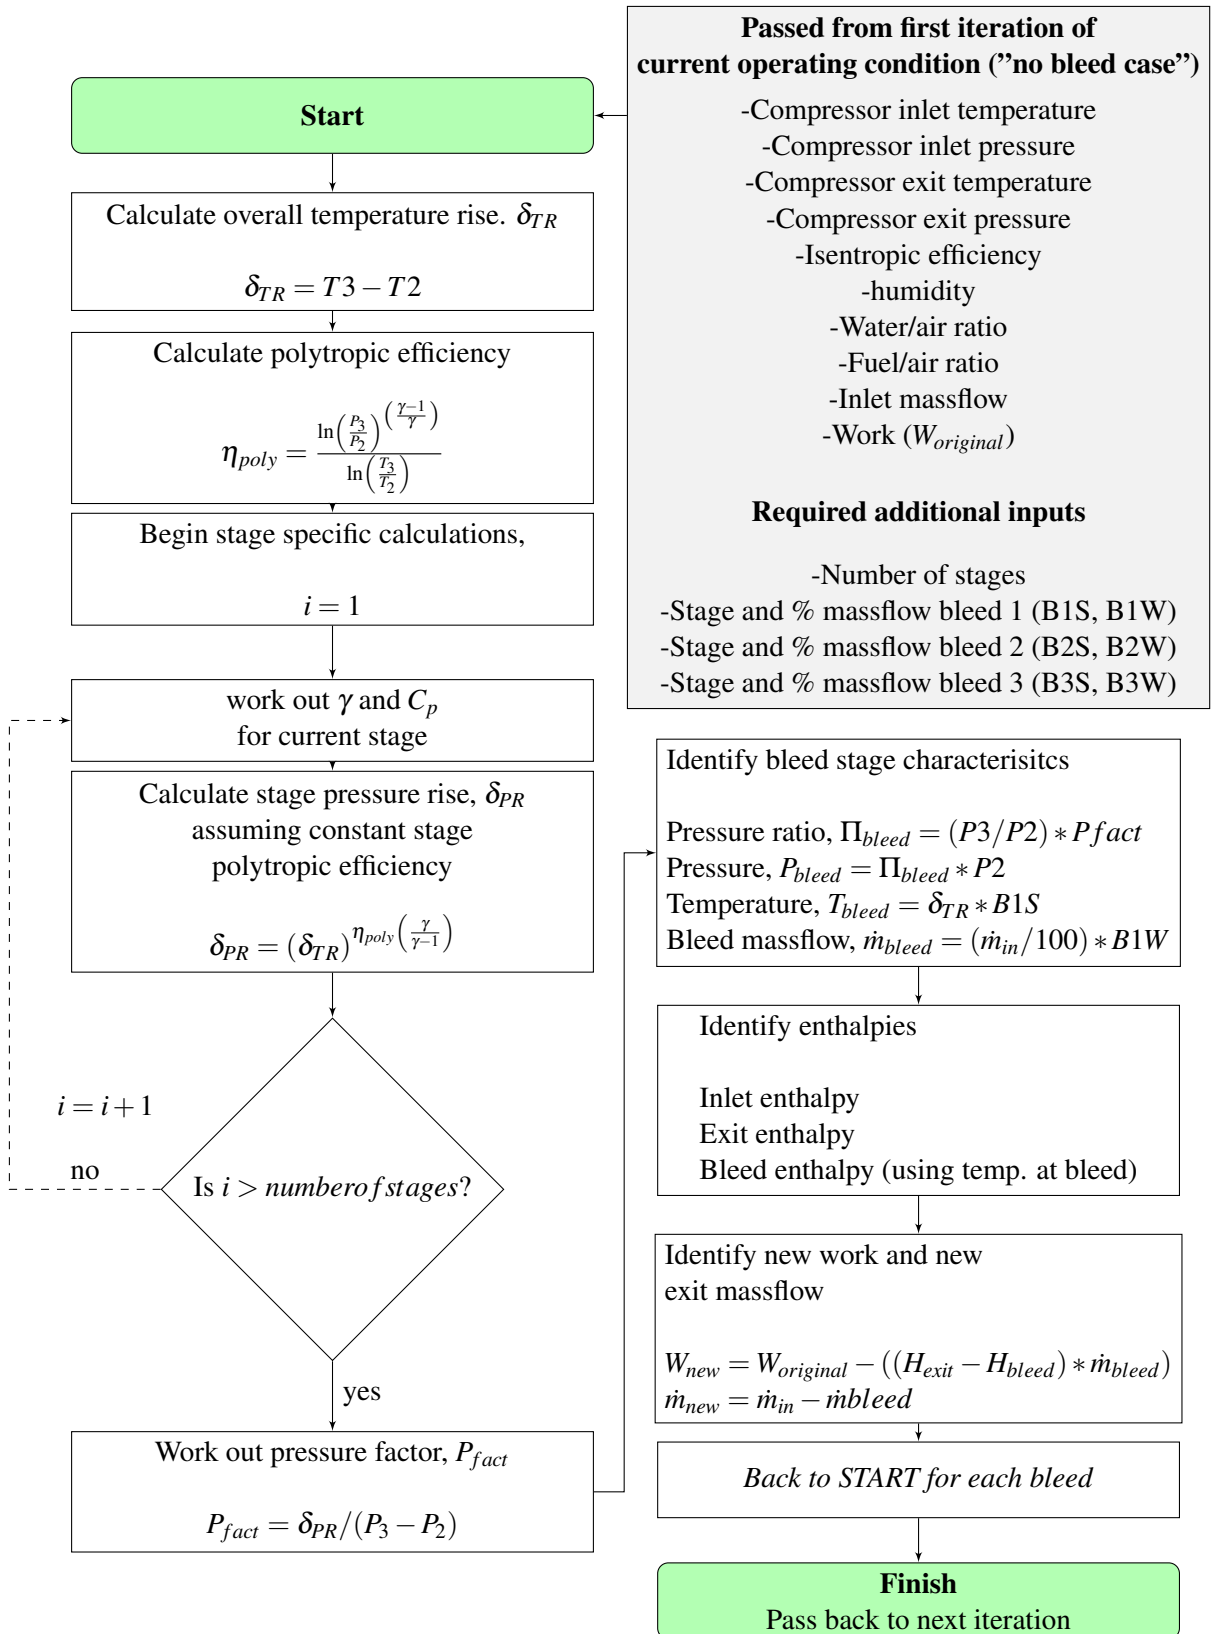 Start
Calculate overall temperature rise. δ_TR
δ_TR = T3 − T2
Calculate polytropic efficiency
η_poly = ln(P_3/P_2)^((γ−1)/γ) / ln(T_3/T_2)
Begin stage specific calculations,
i = 1
work out γ and C_p
for current stage
Calculate stage pressure rise, δ_PR
assuming constant stage
polytropic efficiency
δ_PR = (δ_TR)^(η_poly(γ/(γ−1)))
i = i + 1
no
Is i > numberofstages?
yes
Work out pressure factor, P_fact
P_fact = δ_PR/(P_3 − P_2)
Passed from first iteration of
current operating condition (”no bleed case”)
-Compressor inlet temperature
-Compressor inlet pressure
-Compressor exit temperature
-Compressor exit pressure
-Isentropic efficiency
-humidity
-Water/air ratio
-Fuel/air ratio
-Inlet massflow
-Work (W_original)
Required additional inputs
-Number of stages
-Stage and % massflow bleed 1 (B1S, B1W)
-Stage and % massflow bleed 2 (B2S, B2W)
-Stage and % massflow bleed 3 (B3S, B3W)
Identify bleed stage characterisitcs
Pressure ratio, Π_bleed = (P3/P2) ∗ Pfact
Pressure, P_bleed = Π_bleed ∗ P2
Temperature, T_bleed = δ_TR ∗ B1S
Bleed massflow, ṁ_bleed = (ṁ_in/100) ∗ B1W
Identify enthalpies
Inlet enthalpy
Exit enthalpy
Bleed enthalpy (using temp. at bleed)
Identify new work and new
exit massflow
W_new = W_original − ((H_exit − H_bleed) ∗ ṁ_bleed)
ṁ_new = ṁ_in − ṁbleed
Back to START for each bleed
Finish
Pass back to next iteration